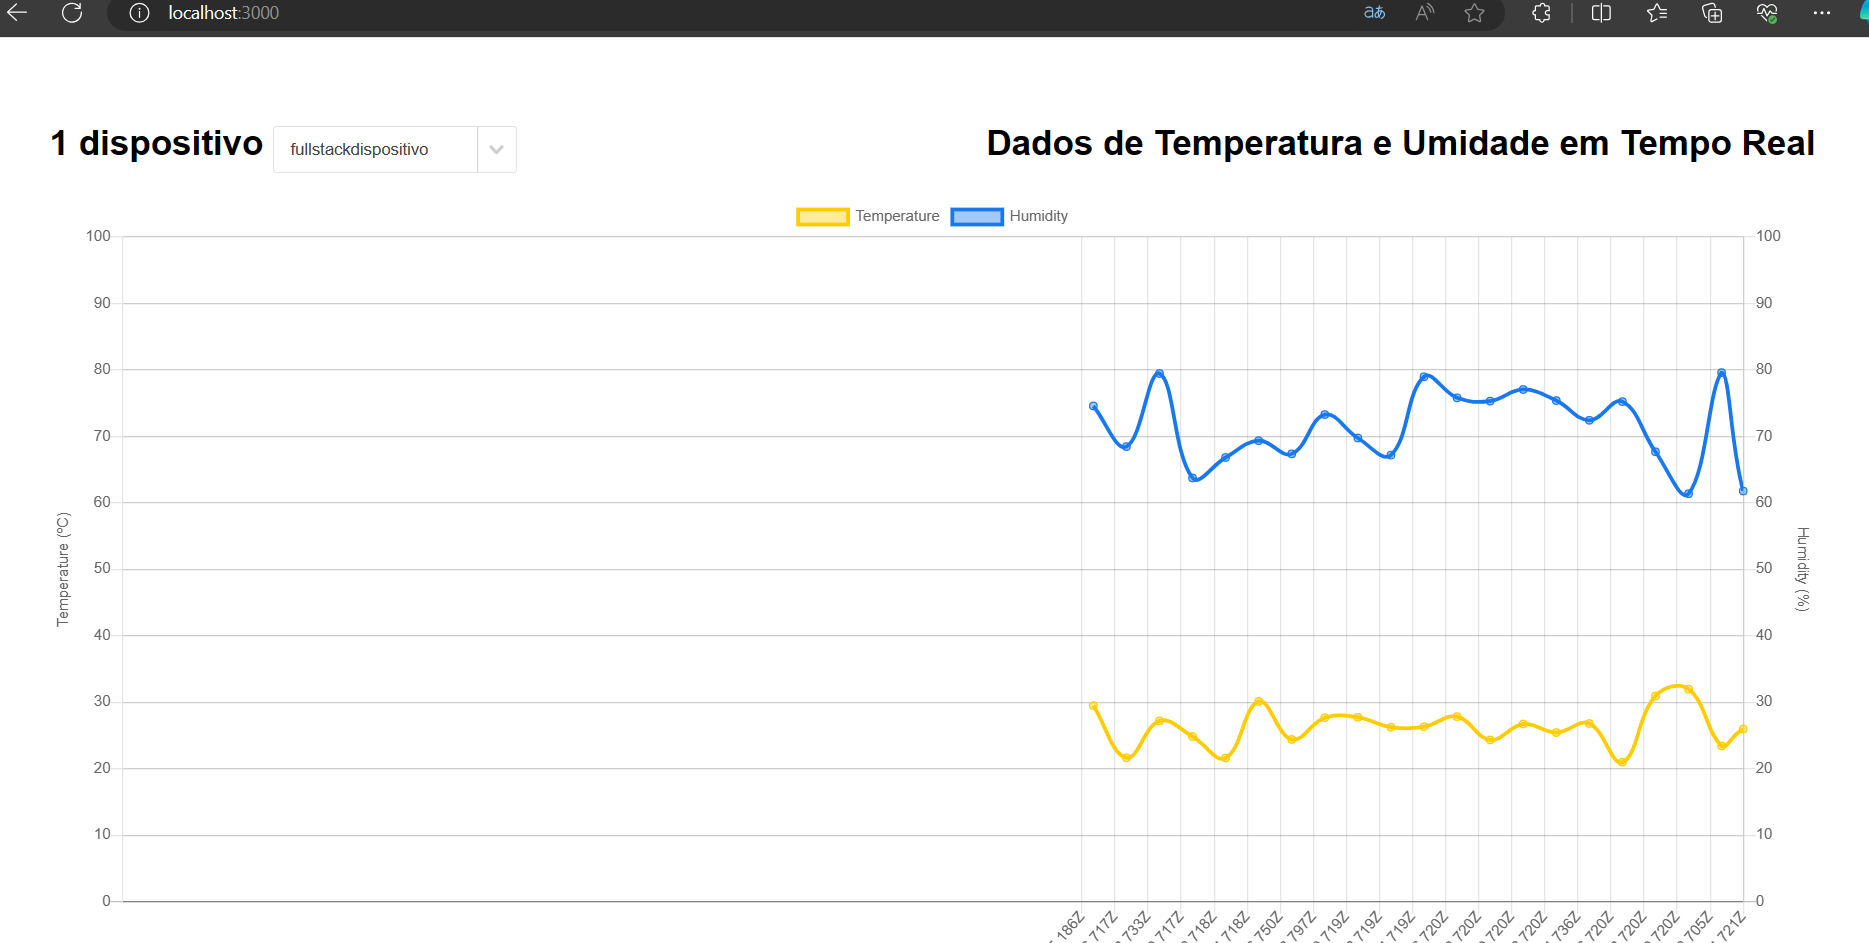 localhost:3000
1 dispositivo
fullstackdispositivo
Dados de Temperatura e Umidade em Tempo Real
Temperature
Humidity
100
90
80
70
60
50
40
30
20
10
0
Temperature (ºC)
100
90
80
70
60
50
40
30
20
10
0
Humidity (%)
186Z
717Z
733Z
717Z
718Z
718Z
750Z
797Z
719Z
719Z
719Z
720Z
720Z
720Z
720Z
736Z
720Z
720Z
720Z
705Z
721Z